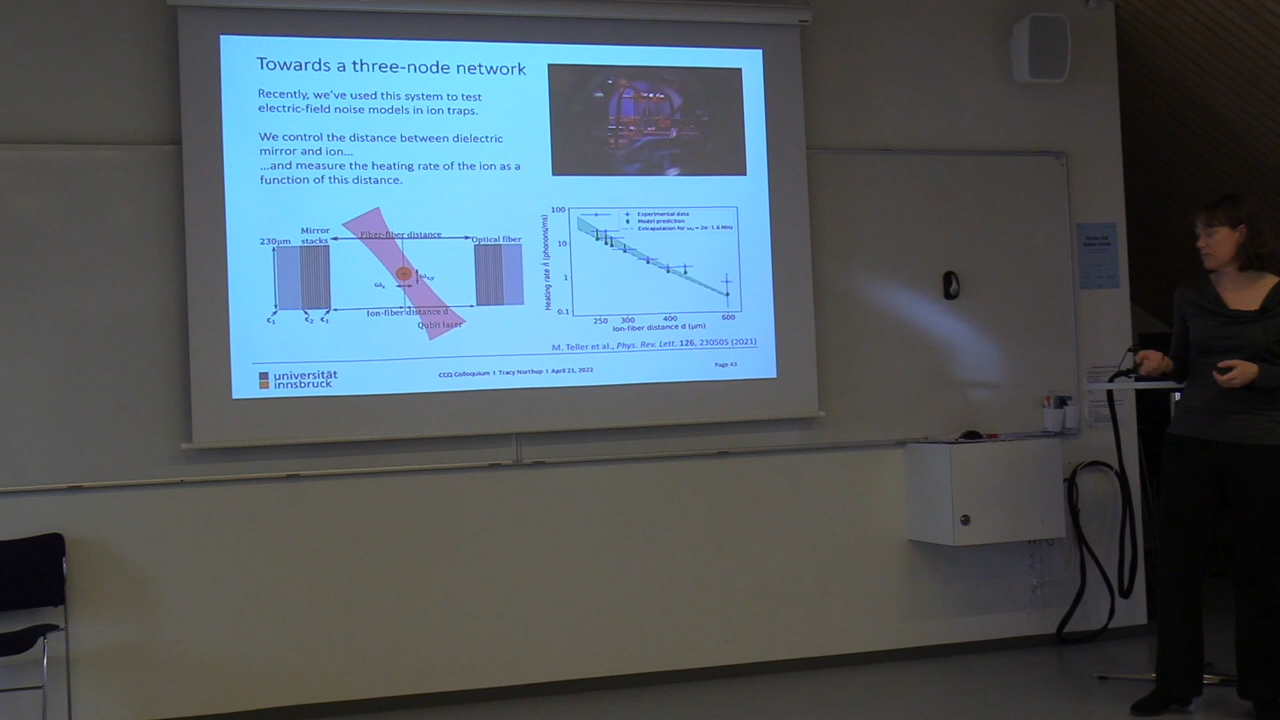 Towards a three-node network
Recently, we've used this system to test
electric-field noise models in ion traps.
We control the distance between dielectric
mirror and ion...
...and measure the heating rate of the ion as a
function of this distance.
Mirror
stacks
230μm
Fiber-fiber distance
Optical fiber
ωx,y
ωz
Ion-fiber distance d
Qubit laser
ϵ1
ϵ2
ϵ1
Heating rate ṅ (phonons/ms)
100
10
1
0.1
Experimental data
Model prediction
250
300
400
600
Ion-fiber distance d (μm)
M. Teller et al., Phys. Rev. Lett. 126, 230505 (2021)
universität
innsbruck
CCQ Colloquium I Tracy Northup I April 21, 2022
Page 43